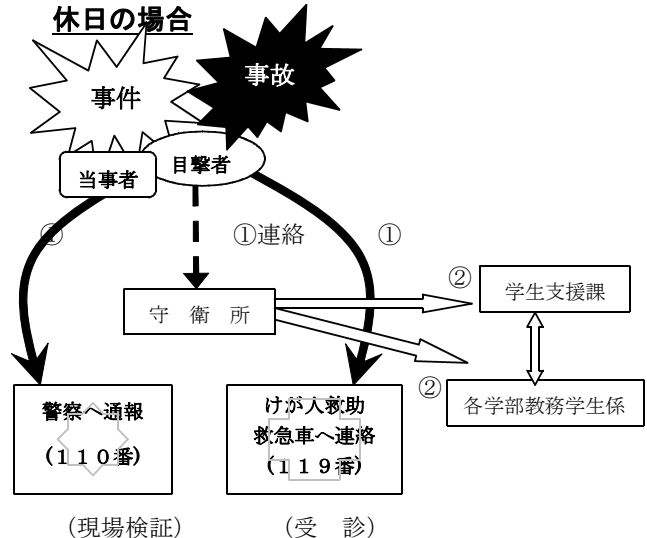 休日の場合
事件
事故
当事者
目撃者
①
①連絡
①
守　衛　所
②
学生支援課
②
各学部教務学生係
警察へ通報
（１１０番）
けが人救助
救急車へ連絡
（１１９番）
（現場検証）
（受　診）